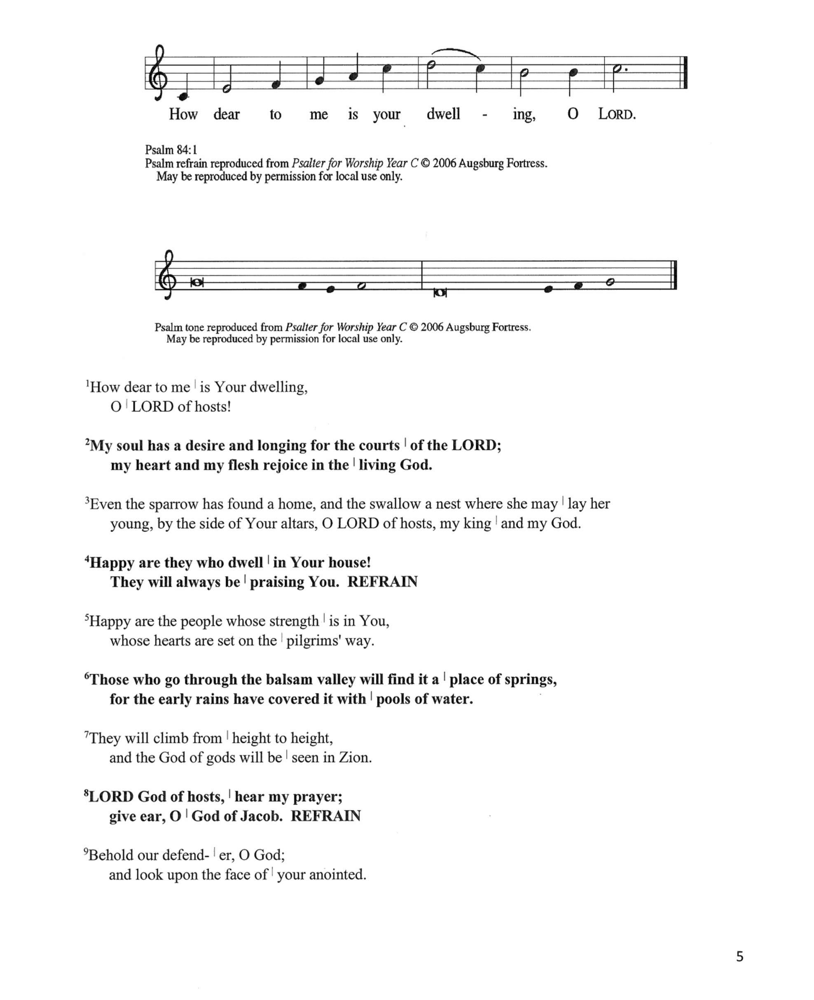 How dear to me is your dwell - ing, O LORD.
Psalm 84:1
Psalm refrain reproduced from Psalter for Worship Year C © 2006 Augsburg Fortress.
May be reproduced by permission for local use only.
Psalm tone reproduced from Psalter for Worship Year C © 2006 Augsburg Fortress.
May be reproduced by permission for local use only.
¹How dear to me | is Your dwelling,
O | LORD of hosts!
²My soul has a desire and longing for the courts | of the LORD;
my heart and my flesh rejoice in the | living God.
³Even the sparrow has found a home, and the swallow a nest where she may | lay her
young, by the side of Your altars, O LORD of hosts, my king | and my God.
⁴Happy are they who dwell | in Your house!
They will always be | praising You. REFRAIN
⁵Happy are the people whose strength | is in You,
whose hearts are set on the | pilgrims' way.
⁶Those who go through the balsam valley will find it a | place of springs,
for the early rains have covered it with | pools of water.
⁷They will climb from | height to height,
and the God of gods will be | seen in Zion.
⁸LORD God of hosts, | hear my prayer;
give ear, O | God of Jacob. REFRAIN
⁹Behold our defend- | er, O God;
and look upon the face of | your anointed.
5